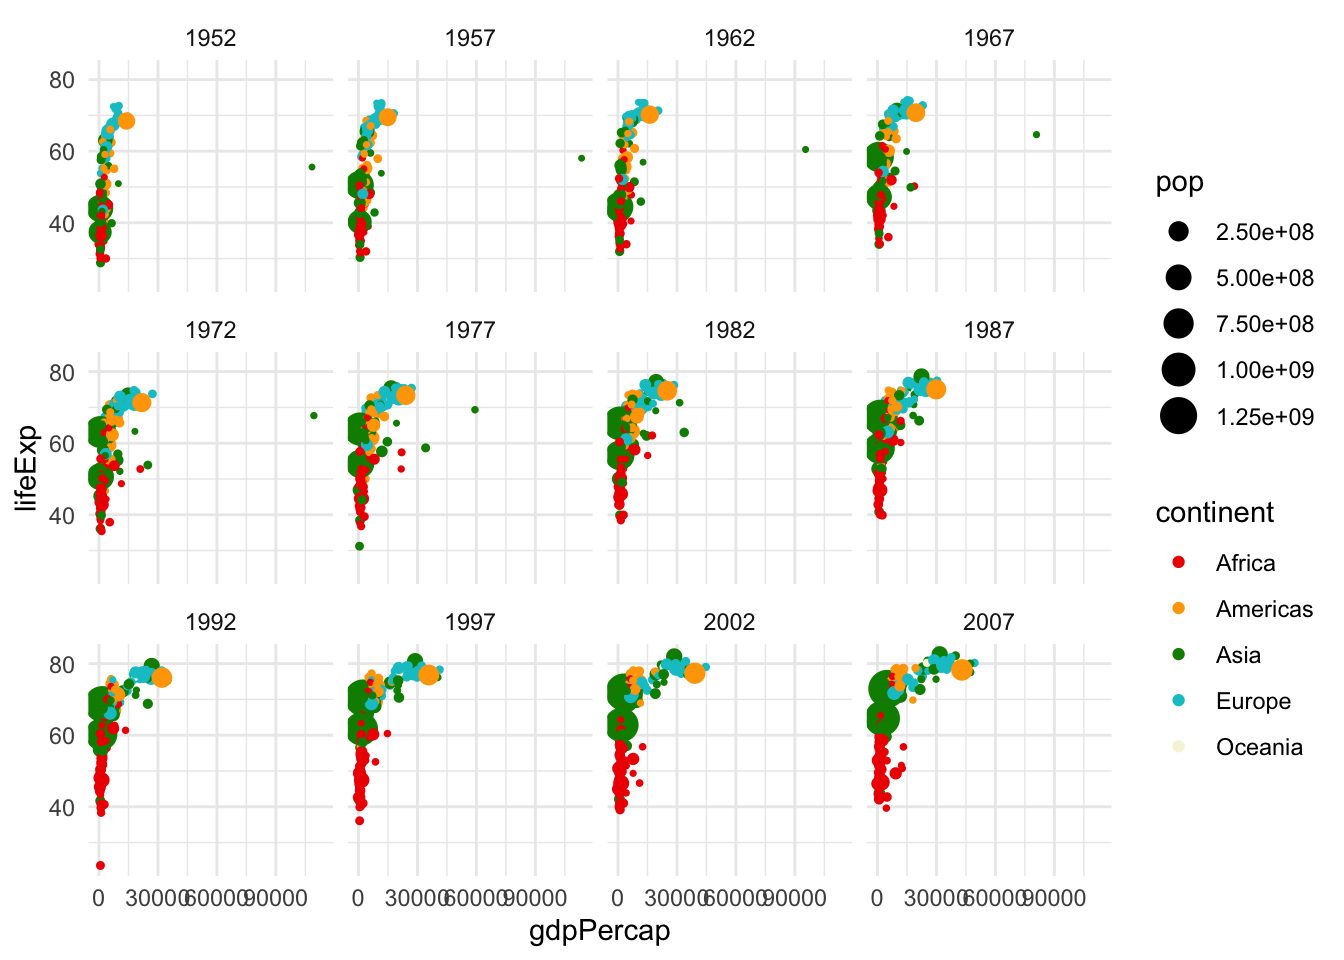 1952 1957 1962 1967
80
60
40
1972 1977 1982 1987
80
60
40
1992 1997 2002 2007
80
60
40
0 30000 60000 90000 0 30000 60000 90000 0 30000 60000 90000 0 30000 60000 90000
gdpPercap
lifeExp
pop
2.50e+08
5.00e+08
7.50e+08
1.00e+09
1.25e+09
continent
Africa
Americas
Asia
Europe
Oceania